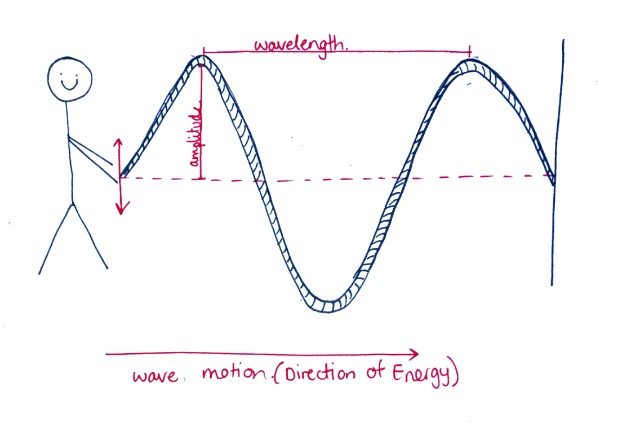 wavelength.
amplitude.
wave. motion. (Direction of Energy)